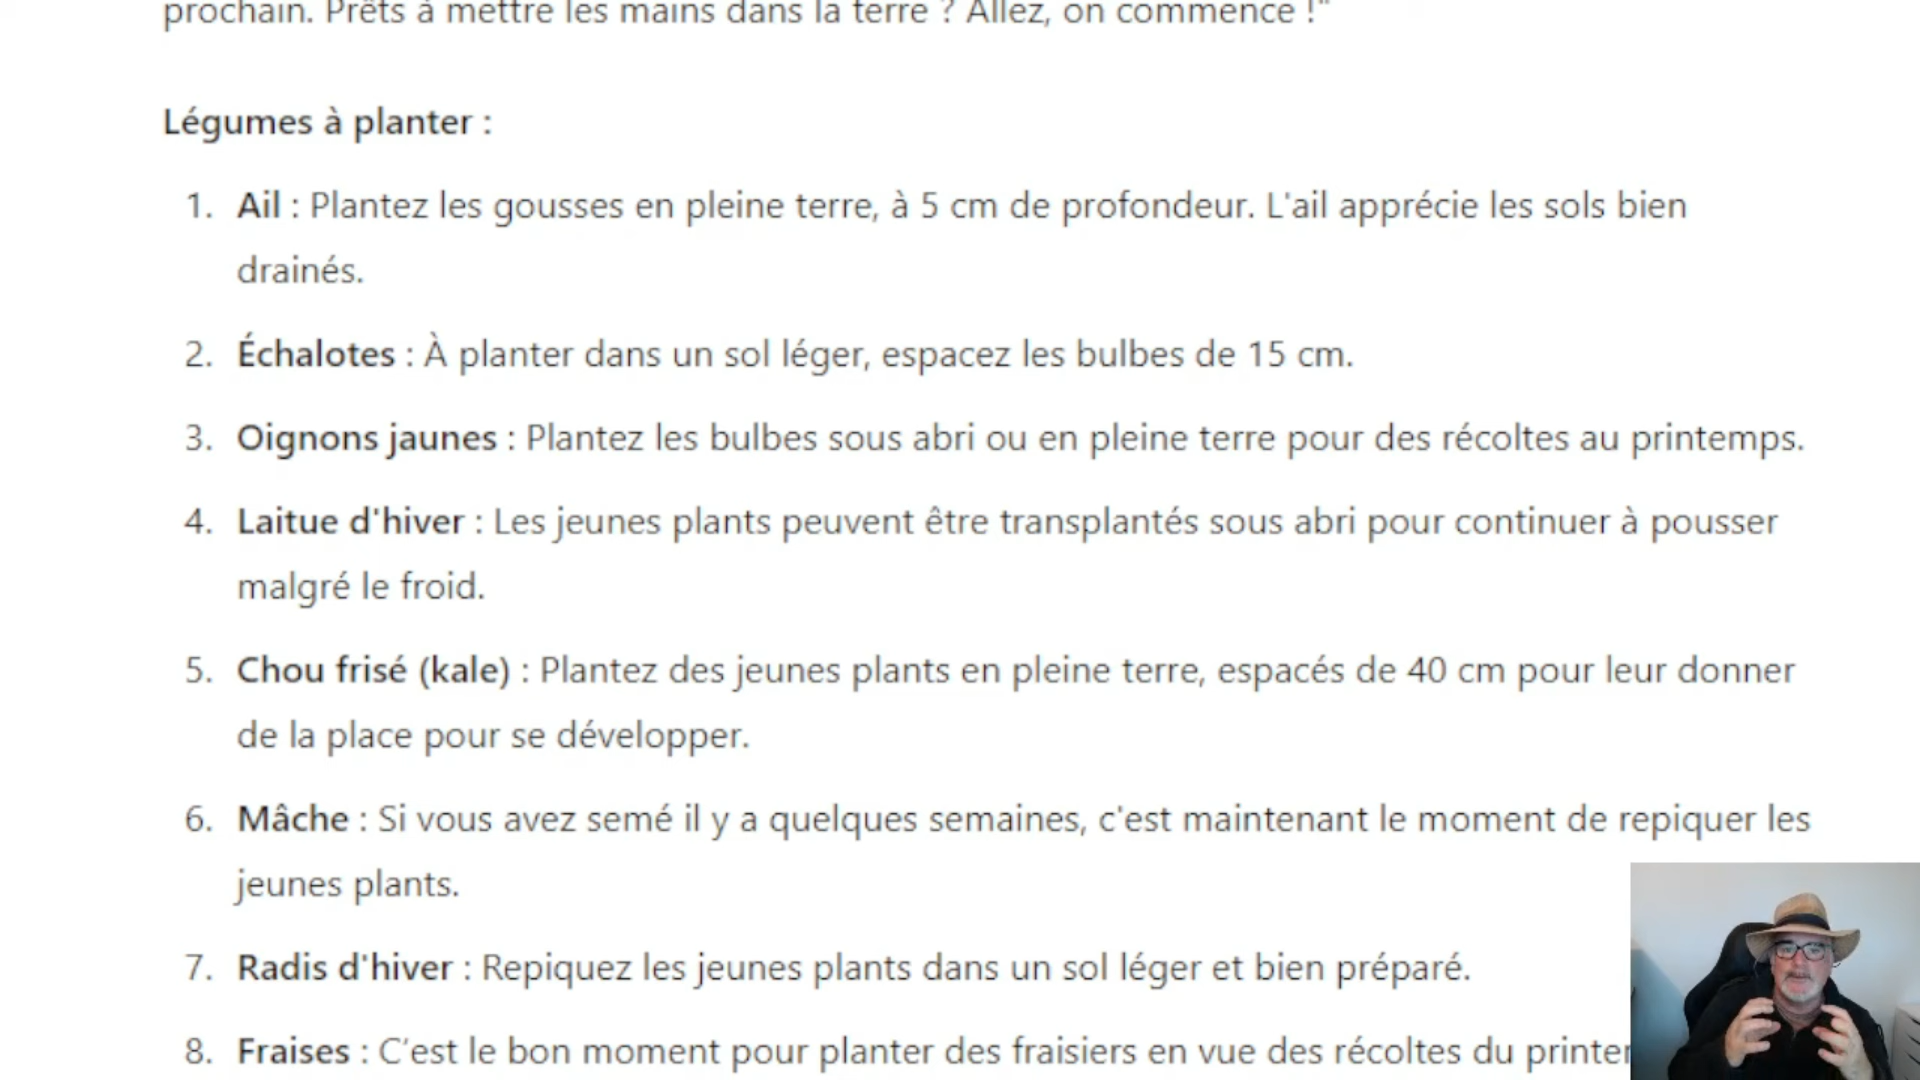 prochain. Prêts à mettre les mains dans la terre ? Allez, on commence !"
Légumes à planter :
1. Ail : Plantez les gousses en pleine terre, à 5 cm de profondeur. L'ail apprécie les sols bien
drainés.
2. Échalotes : À planter dans un sol léger, espacez les bulbes de 15 cm.
3. Oignons jaunes : Plantez les bulbes sous abri ou en pleine terre pour des récoltes au printemps.
4. Laitue d'hiver : Les jeunes plants peuvent être transplantés sous abri pour continuer à pousser
malgré le froid.
5. Chou frisé (kale) : Plantez des jeunes plants en pleine terre, espacés de 40 cm pour leur donner
de la place pour se développer.
6. Mâche : Si vous avez semé il y a quelques semaines, c'est maintenant le moment de repiquer les
jeunes plants.
7. Radis d'hiver : Repiquez les jeunes plants dans un sol léger et bien préparé.
8. Fraises : C'est le bon moment pour planter des fraisiers en vue des récoltes du